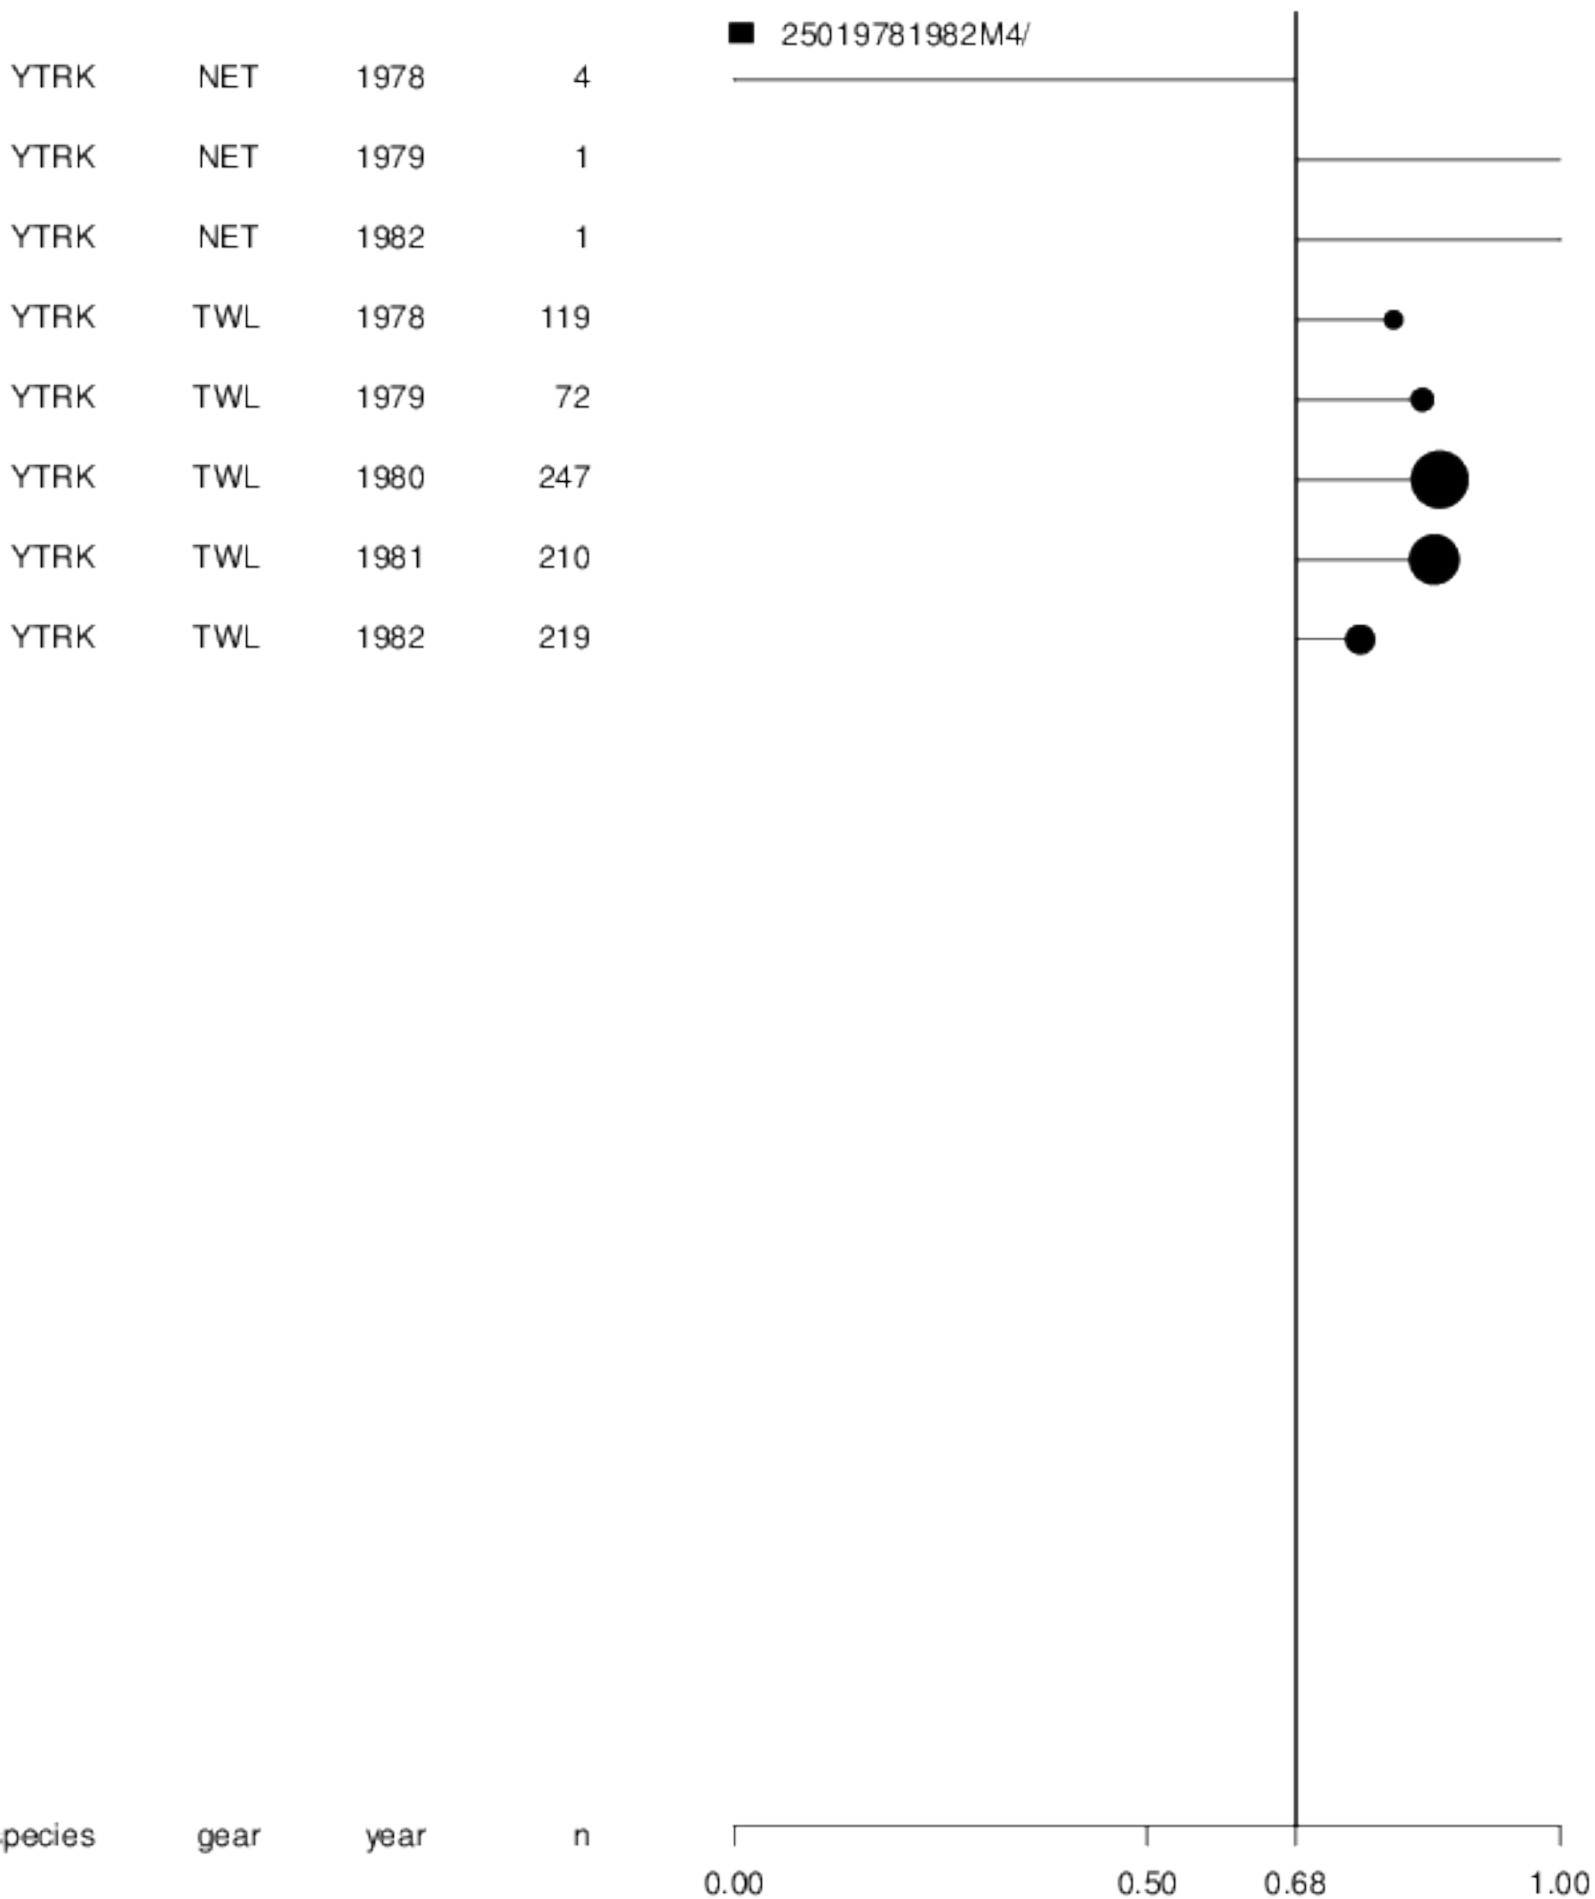 25019781982M4/
YTRK NET 1978 4
YTRK NET 1979 1
YTRK NET 1982 1
YTRK TWL 1978 119
YTRK TWL 1979 72
YTRK TWL 1980 247
YTRK TWL 1981 210
YTRK TWL 1982 219
pecies gear year n
0.00 0.50 0.68 1.00